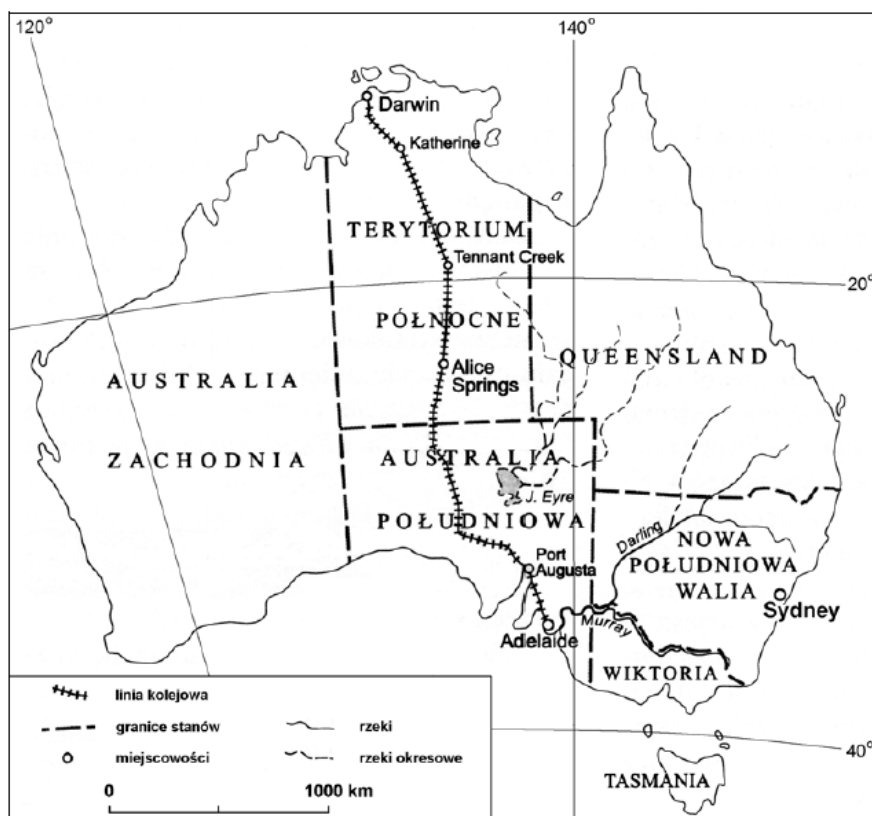 120°
140°
Darwin
Katherine
TERYTORIUM
Tennant Creek
20°
PÓŁNOCNE
QUEENSLAND
AUSTRALIA
Alice
Springs
ZACHODNIA
AUSTRALIA
J. Eyre
POŁUDNIOWA
Darling
NOWA
POŁUDNIOWA
WALIA
Port
Augusta
Sydney
Adelaide
Murray
WIKTORIA
linia kolejowa
granice stanów
rzeki
miejscowości
rzeki okresowe
40°
TASMANIA
0
1000 km